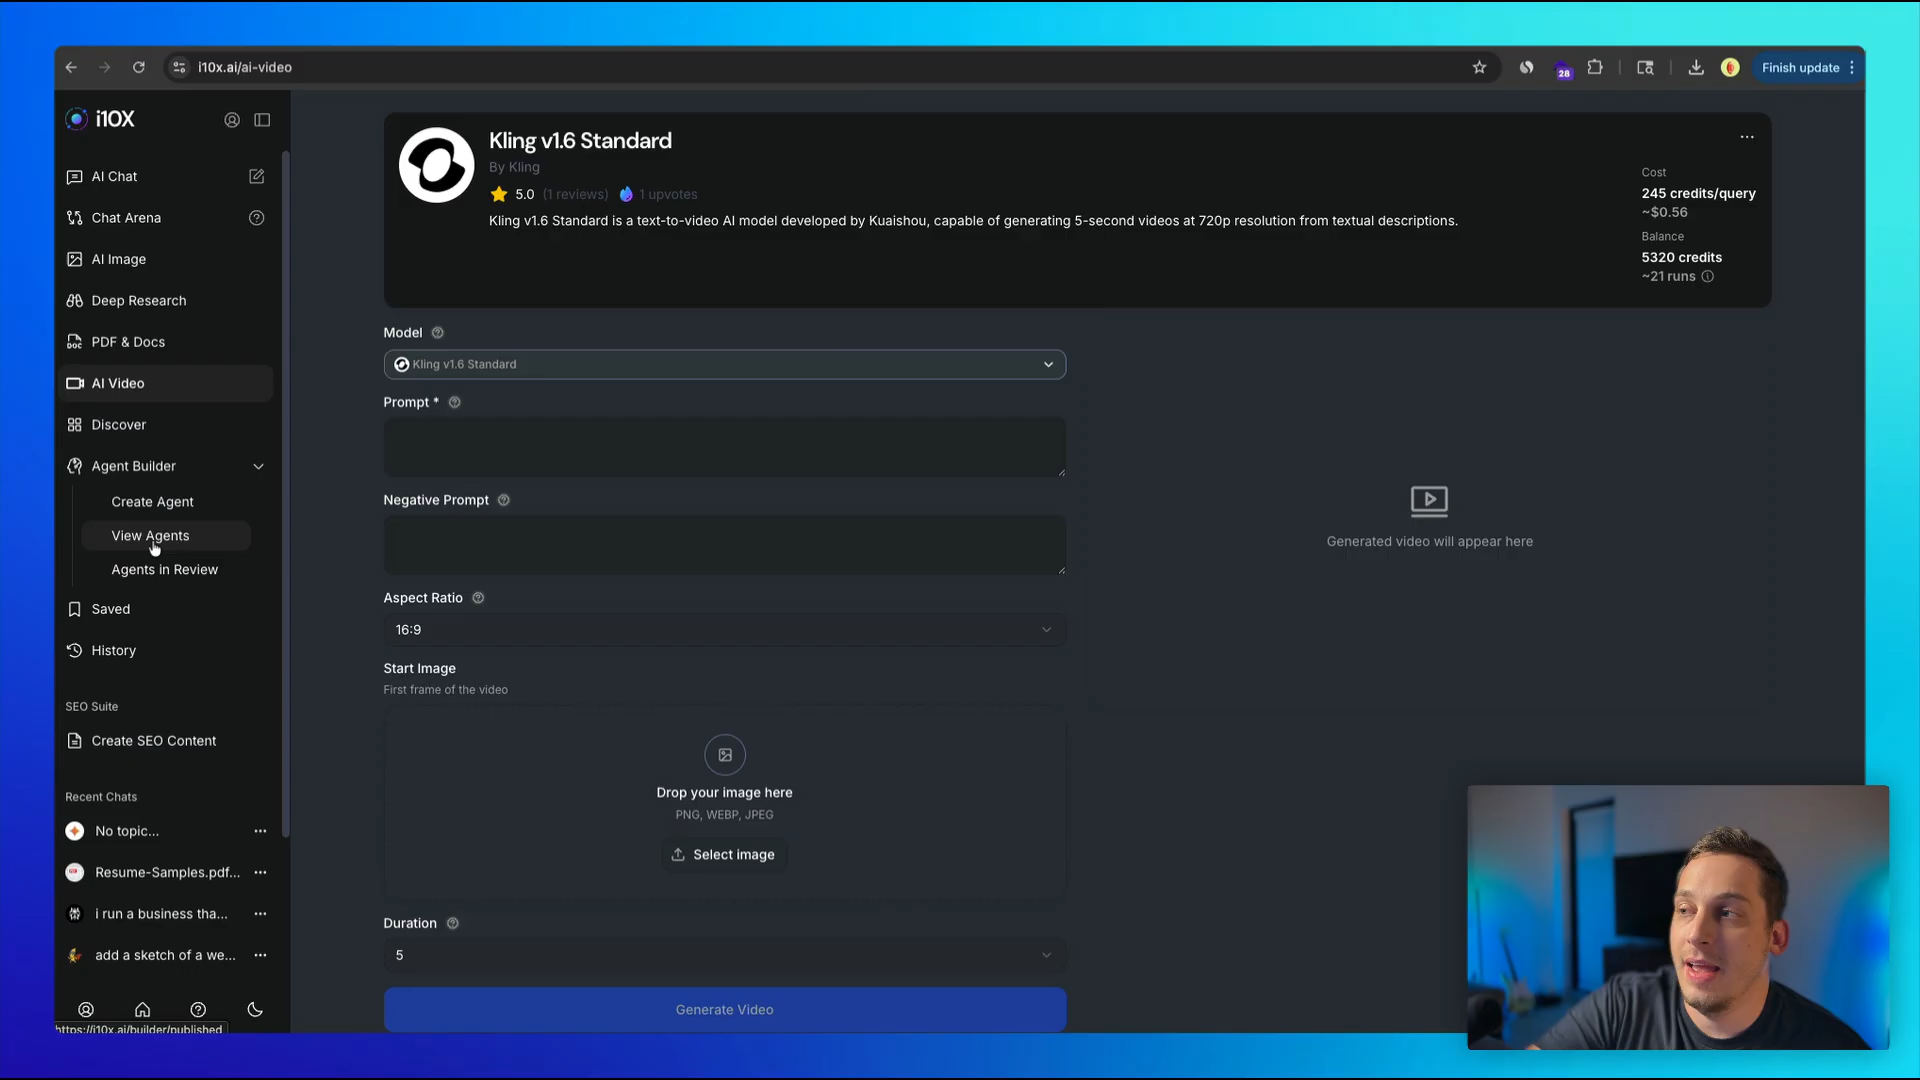 i10x.ai/ai-video
28
Finish update
i10X
AI Chat
Chat Arena
AI Image
Deep Research
PDF & Docs
AI Video
Discover
Agent Builder
Create Agent
View Agents
Agents in Review
Saved
History
SEO Suite
Create SEO Content
Recent Chats
No topic...
Resume-Samples.pdf...
i run a business tha...
add a sketch of a we...
https://i10x.ai/builder/published
Kling v1.6 Standard
By Kling
5.0 (1 reviews) 1 upvotes
Kling v1.6 Standard is a text-to-video AI model developed by Kuaishou, capable of generating 5-second videos at 720p resolution from textual descriptions.
Cost
245 credits/query
~$0.56
Balance
5320 credits
~21 runs
Model
Kling v1.6 Standard
Prompt *
Negative Prompt
Aspect Ratio
16:9
Start Image
First frame of the video
Drop your image here
PNG, WEBP, JPEG
Select image
Duration
5
Generate Video
Generated video will appear here